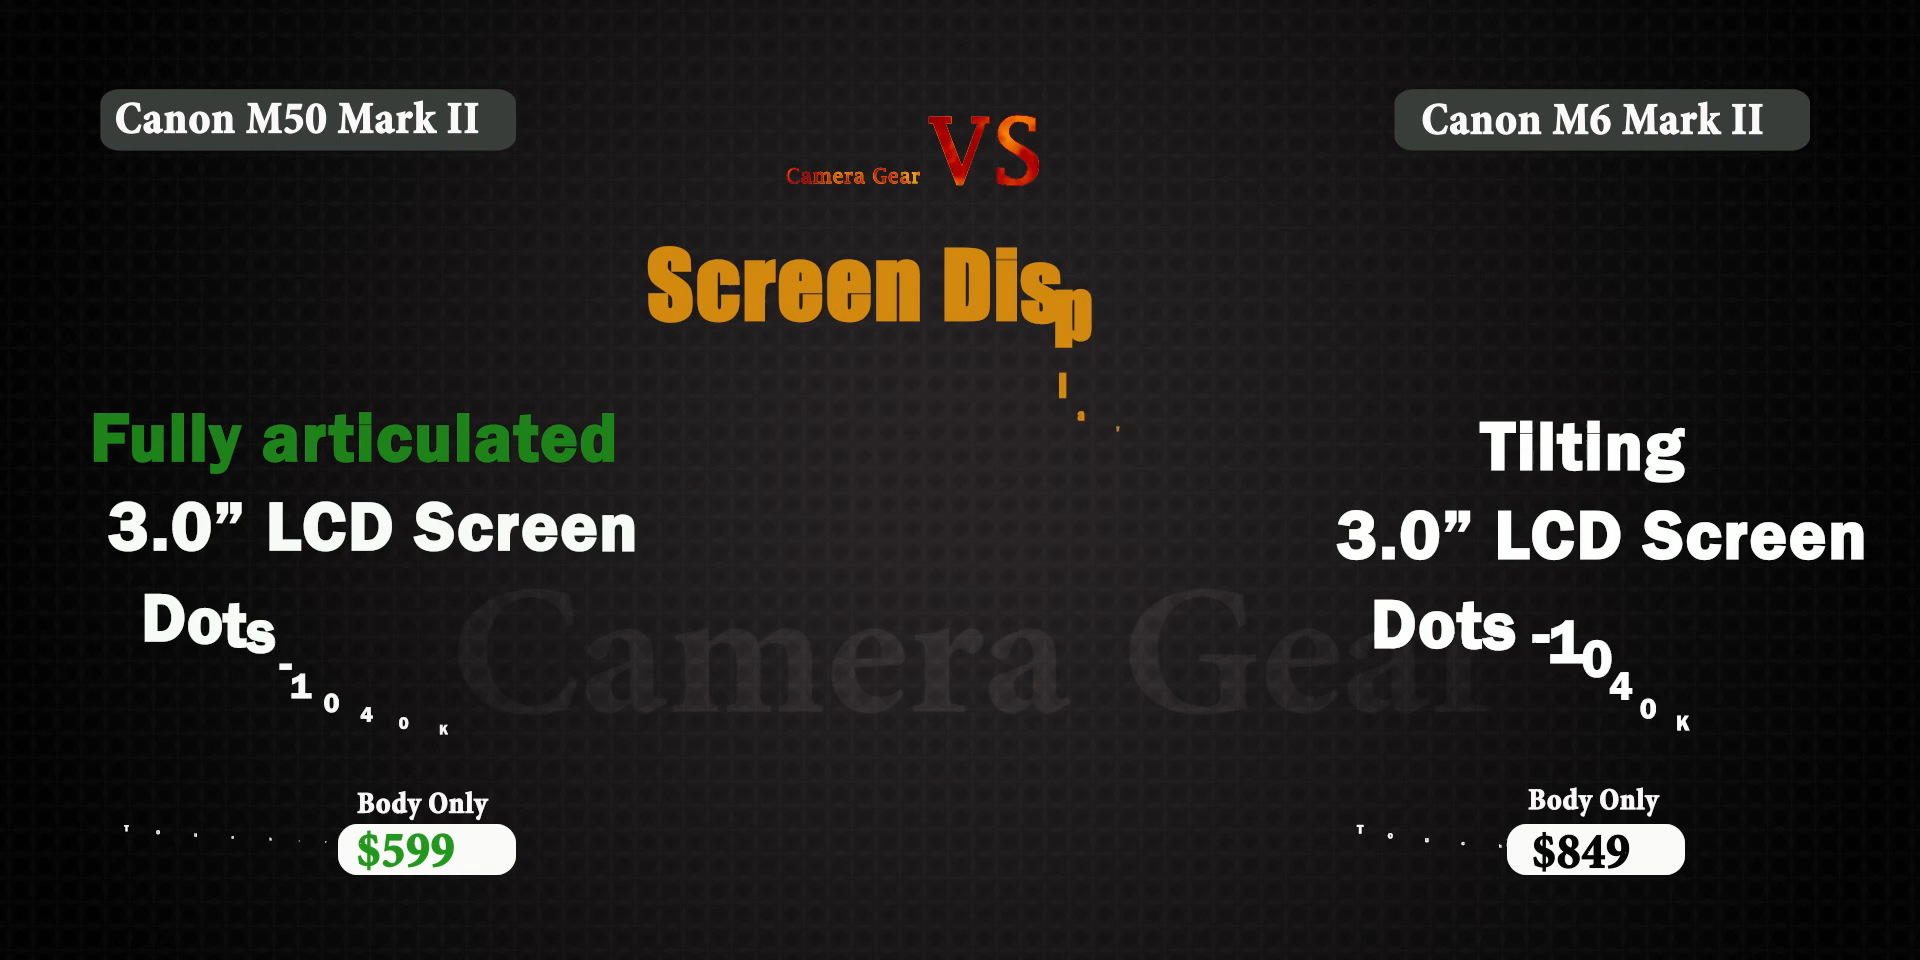 Canon M50 Mark II
Camera Gear VS
Canon M6 Mark II
Screen Display
Fully articulated
3.0” LCD Screen
Dots -1040K
Tilting
3.0” LCD Screen
Dots -1040K
Camera Gear
Body Only
$599
Body Only
$849